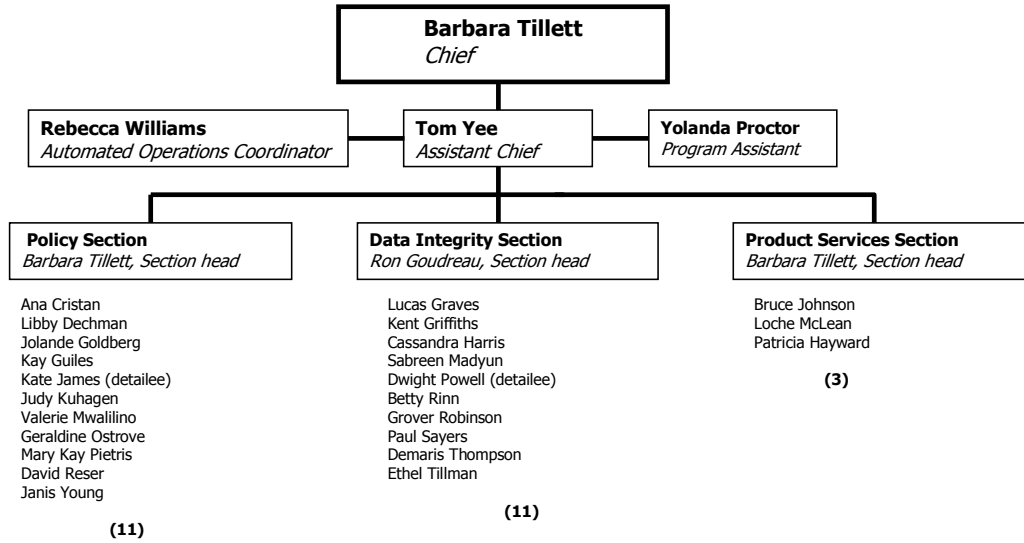 Barbara Tillett
Chief
Rebecca Williams
Automated Operations Coordinator
Tom Yee
Assistant Chief
Yolanda Proctor
Program Assistant
Policy Section
Barbara Tillett, Section head
Ana Cristan
Libby Dechman
Jolande Goldberg
Kay Guiles
Kate James (detailee)
Judy Kuhagen
Valerie Mwalilino
Geraldine Ostrove
Mary Kay Pietris
David Reser
Janis Young
(11)
Data Integrity Section
Ron Goudreau, Section head
Lucas Graves
Kent Griffiths
Cassandra Harris
Sabreen Madyun
Dwight Powell (detailee)
Betty Rinn
Grover Robinson
Paul Sayers
Demaris Thompson
Ethel Tillman
(11)
Product Services Section
Barbara Tillett, Section head
Bruce Johnson
Loche McLean
Patricia Hayward
(3)